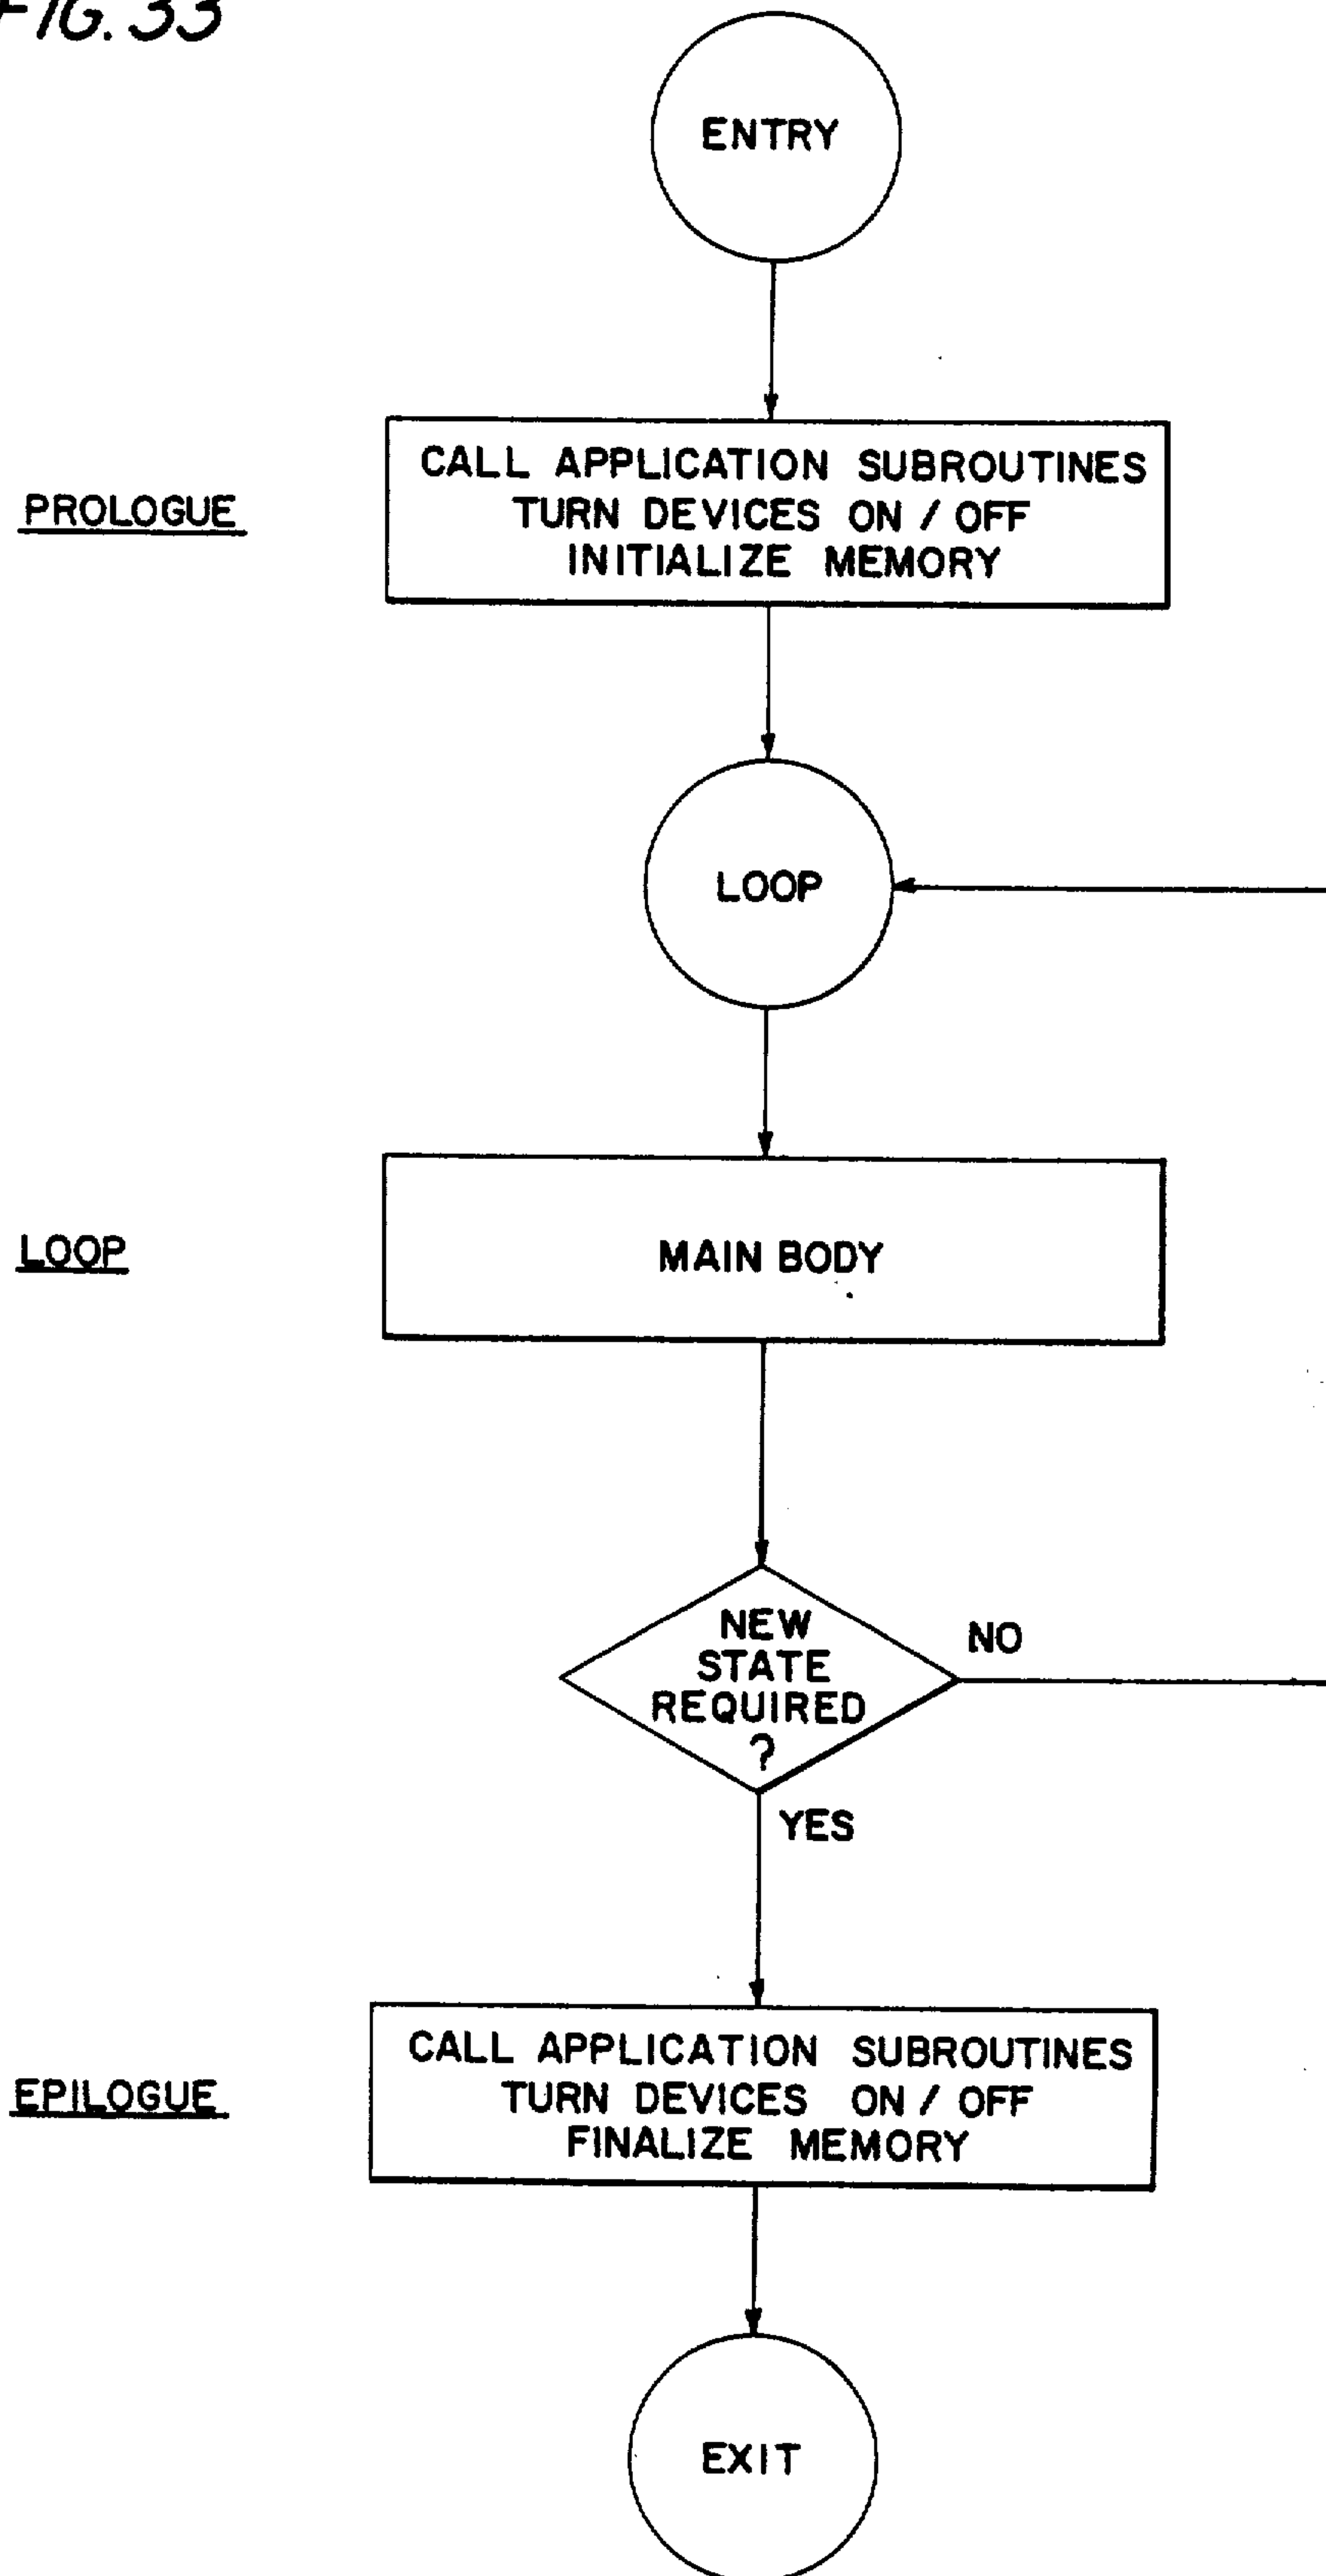 FIG. 33
ENTRY
PROLOGUE
CALL APPLICATION SUBROUTINES
TURN DEVICES ON / OFF
INITIALIZE MEMORY
LOOP
LOOP
MAIN BODY
NEW
STATE
REQUIRED
?
NO
YES
EPILOGUE
CALL APPLICATION SUBROUTINES
TURN DEVICES ON / OFF
FINALIZE MEMORY
EXIT